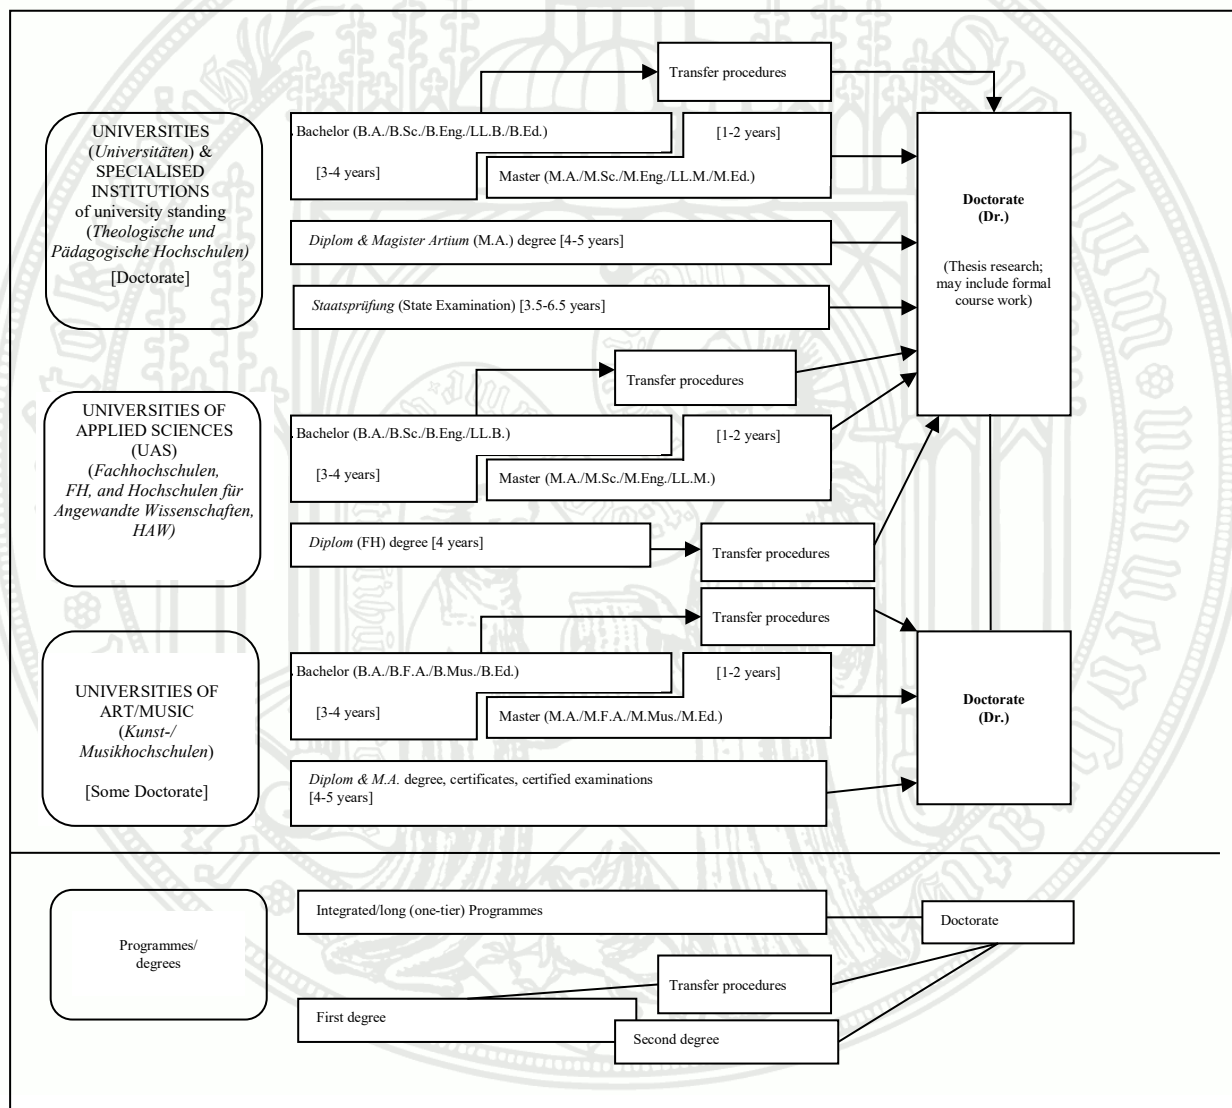 Transfer procedures
UNIVERSITIES
(Universitäten) &
SPECIALISED
INSTITUTIONS
of university standing
(Theologische und
Pädagogische Hochschulen)
[Doctorate]
Bachelor (B.A./B.Sc./B.Eng./LL.B./B.Ed.)
[3-4 years]
[1-2 years]
Master (M.A./M.Sc./M.Eng./LL.M./M.Ed.)
Diplom & Magister Artium (M.A.) degree [4-5 years]
Staatsprüfung (State Examination) [3.5-6.5 years]
Doctorate
(Dr.)
(Thesis research;
may include formal
course work)
Transfer procedures
UNIVERSITIES OF
APPLIED SCIENCES
(UAS)
(Fachhochschulen,
FH, and Hochschulen für
Angewandte Wissenschaften,
HAW)
Bachelor (B.A./B.Sc./B.Eng./LL.B.)
[3-4 years]
[1-2 years]
Master (M.A./M.Sc./M.Eng./LL.M.)
Diplom (FH) degree [4 years]
Transfer procedures
Transfer procedures
UNIVERSITIES OF
ART/MUSIC
(Kunst-/
Musikhochschulen)
[Some Doctorate]
Bachelor (B.A./B.F.A./B.Mus./B.Ed.)
[3-4 years]
[1-2 years]
Master (M.A./M.F.A./M.Mus./M.Ed.)
Diplom & M.A. degree, certificates, certified examinations
[4-5 years]
Doctorate
(Dr.)
Programmes/
degrees
Integrated/long (one-tier) Programmes
Doctorate
Transfer procedures
First degree
Second degree